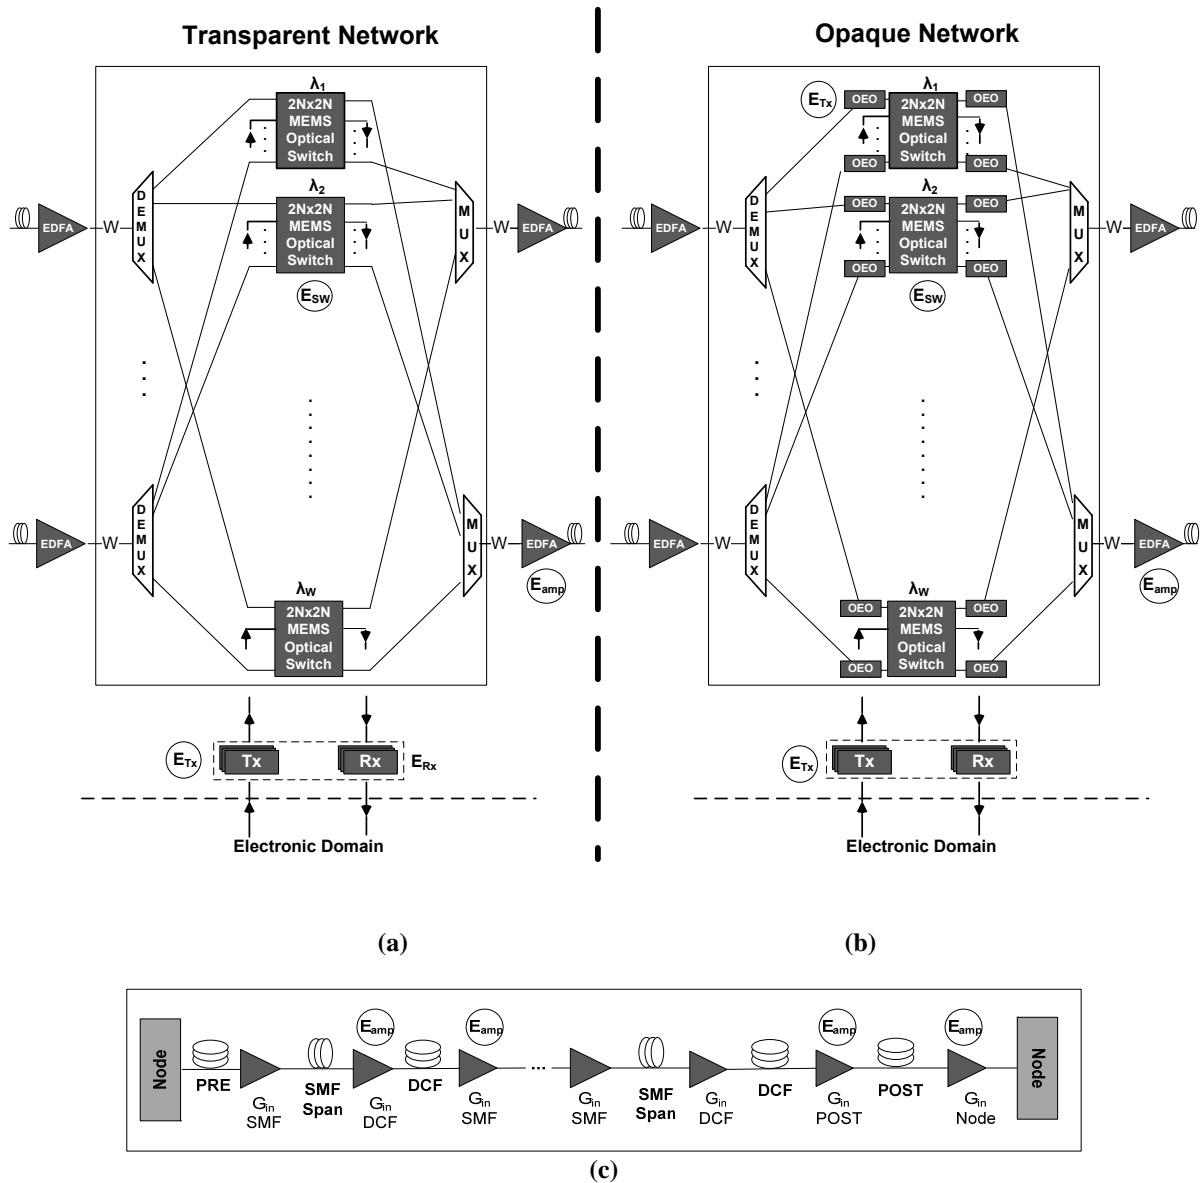 Transparent Network
λ1
2Nx2N
MEMS
Optical
Switch
λ2
2Nx2N
MEMS
Optical
Switch
ESW
EDFA
W
DEMUX
MUX
W
EDFA
EDFA
W
DEMUX
MUX
W
EDFA
Eamp
λW
2Nx2N
MEMS
Optical
Switch
ETx
Tx
Rx
ERx
Electronic Domain
(a)
Opaque Network
ETx
λ1
OEO
2Nx2N
MEMS
Optical
Switch
OEO
OEO
OEO
λ2
OEO
2Nx2N
MEMS
Optical
Switch
OEO
OEO
OEO
ESW
EDFA
W
DEMUX
MUX
W
EDFA
EDFA
W
DEMUX
MUX
W
EDFA
Eamp
λW
OEO
2Nx2N
MEMS
Optical
Switch
OEO
OEO
OEO
ETx
Tx
Rx
Electronic Domain
(b)
Node
PRE
Gin
SMF
SMF
Span
Eamp
Gin
DCF
DCF
Eamp
Gin
SMF
...
Gin
SMF
SMF
Span
Gin
DCF
DCF
Eamp
Gin
POST
POST
Eamp
Gin
Node
Node
(c)